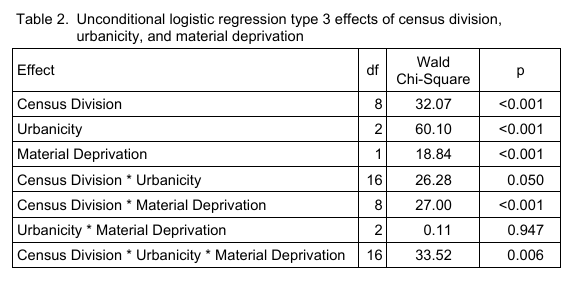 Table 2. Unconditional logistic regression type 3 effects of census division,
urbanicity, and material deprivation
Effect df Wald Chi-Square p
Census Division 8 32.07 <0.001
Urbanicity 2 60.10 <0.001
Material Deprivation 1 18.84 <0.001
Census Division * Urbanicity 16 26.28 0.050
Census Division * Material Deprivation 8 27.00 <0.001
Urbanicity * Material Deprivation 2 0.11 0.947
Census Division * Urbanicity * Material Deprivation 16 33.52 0.006